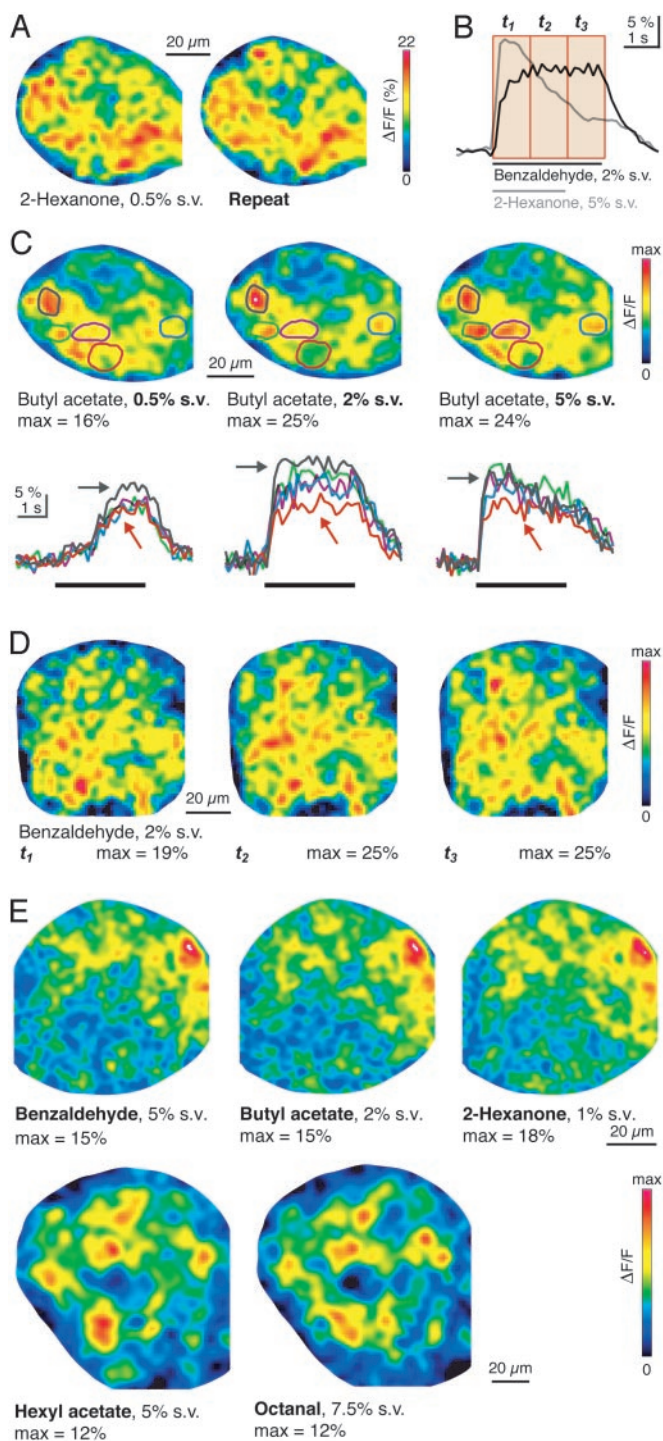 A
20 µm
22
ΔF/F (%)
0
2-Hexanone, 0.5% s.v.
Repeat
B
t1 t2 t3
5 %
1 s
Benzaldehyde, 2% s.v.
2-Hexanone, 5% s.v.
C
max
ΔF/F
0
20 µm
Butyl acetate, 0.5% s.v.
max = 16%
Butyl acetate, 2% s.v.
max = 25%
Butyl acetate, 5% s.v.
max = 24%
5 %
1 s
D
max
ΔF/F
0
20 µm
Benzaldehyde, 2% s.v.
t1 max = 19%
t2 max = 25%
t3 max = 25%
E
Benzaldehyde, 5% s.v.
max = 15%
Butyl acetate, 2% s.v.
max = 15%
2-Hexanone, 1% s.v.
max = 18%
20 µm
max
ΔF/F
0
20 µm
Hexyl acetate, 5% s.v.
max = 12%
Octanal, 7.5% s.v.
max = 12%